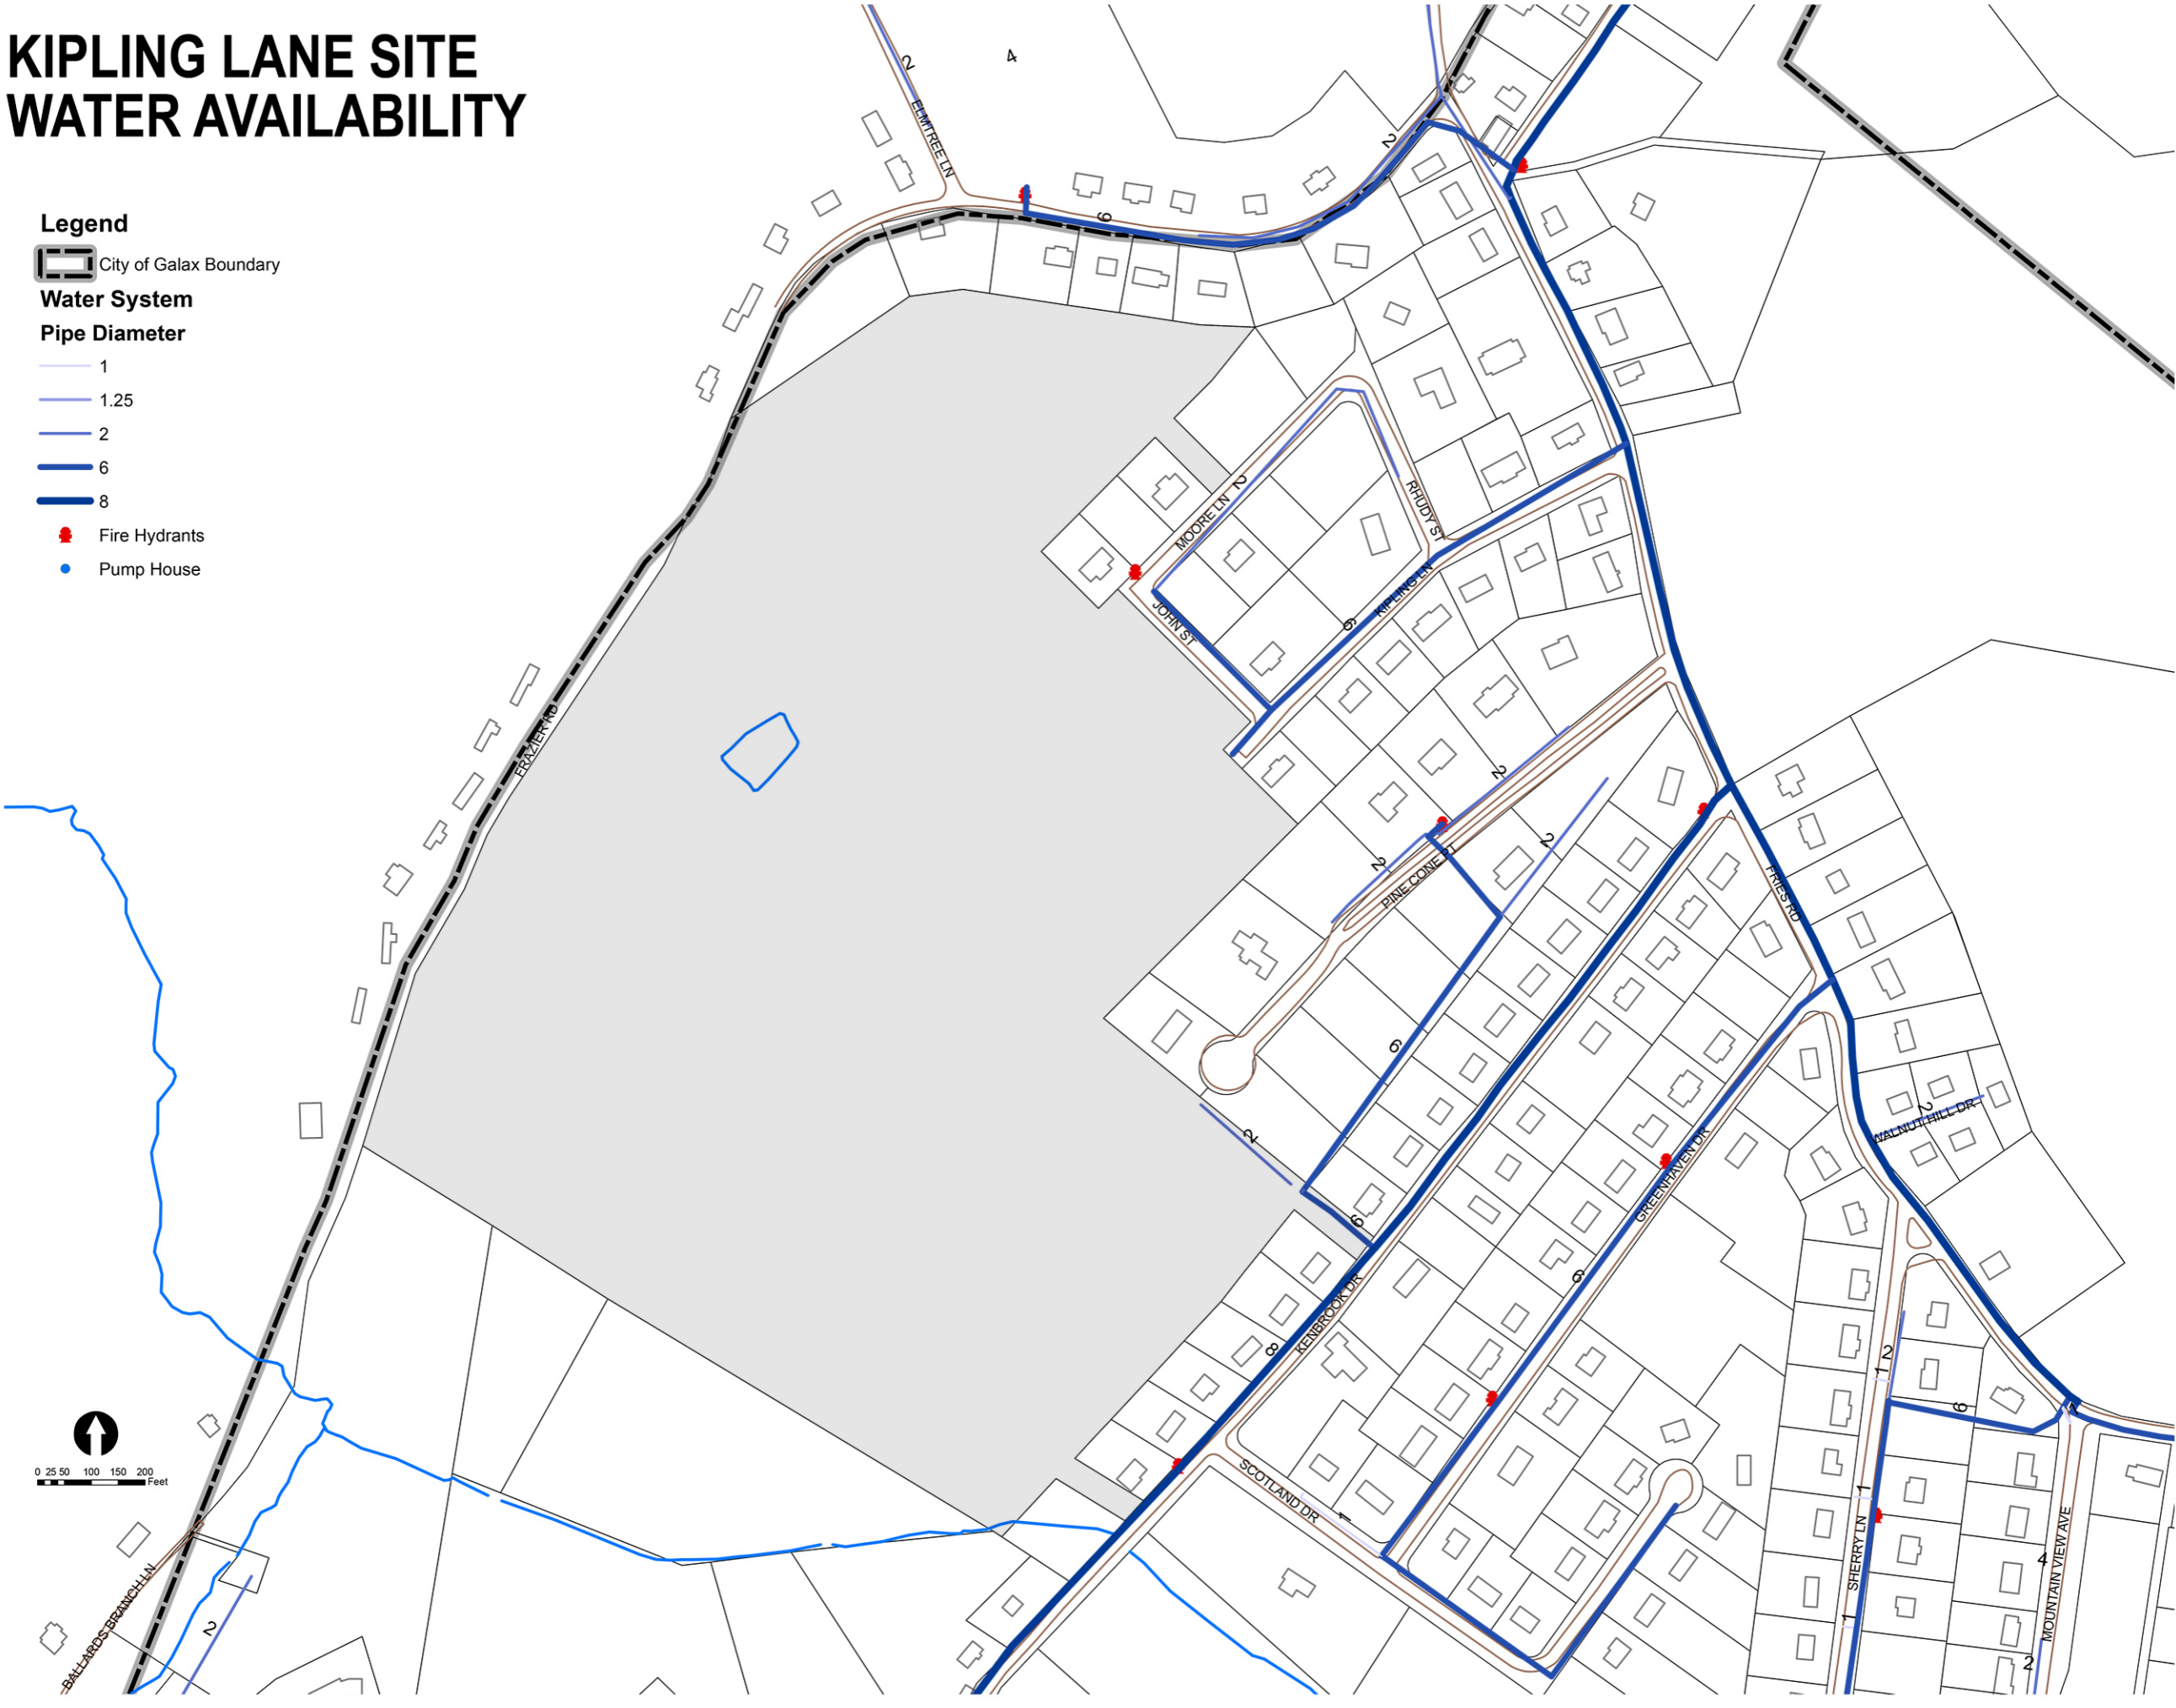 KIPLING LANE SITE
WATER AVAILABILITY
Legend
City of Galax Boundary
Water System
Pipe Diameter
1
1.25
2
6
8
Fire Hydrants
Pump House
2
4
ELMTREE LN
2
6
2
MOORE LN
RHUDY ST
JOHN ST
KIPLING LN
6
FRAZIER RD
2
2
2
PINE CONE PL
FRIES RD
6
2
2
WALNUT HILL DR
GREENHAVEN DR
6
6
KENBROOK DR
8
2
1
6
0 25 50 100 150 200
Feet
SCOTLAND DR
1
1
SHERRY LN
4
MOUNTAIN VIEW AVE
1
2
BALLARDS BRANCH LN
2